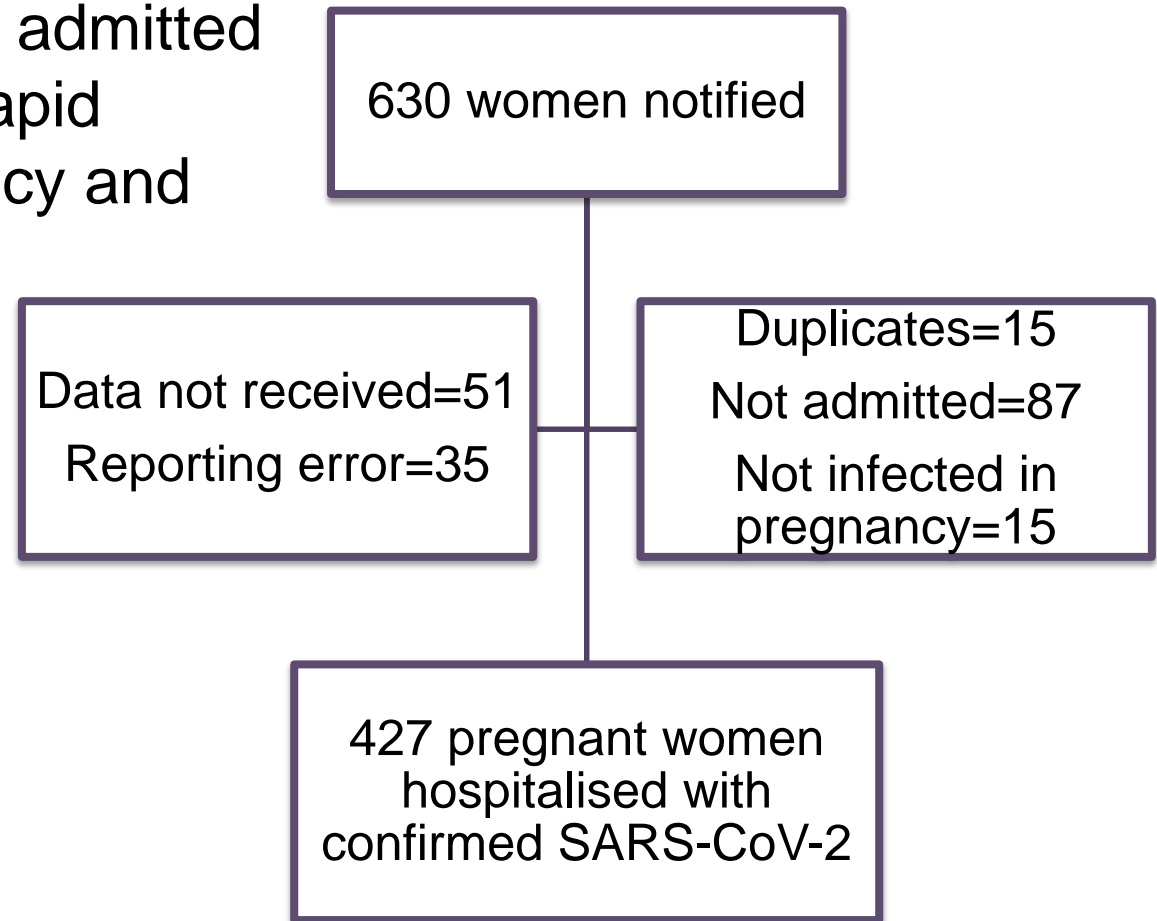 admitted
apid
cy and
630 women notified
Data not received=51
Reporting error=35
Duplicates=15
Not admitted=87
Not infected in
pregnancy=15
427 pregnant women
hospitalised with
confirmed SARS-CoV-2